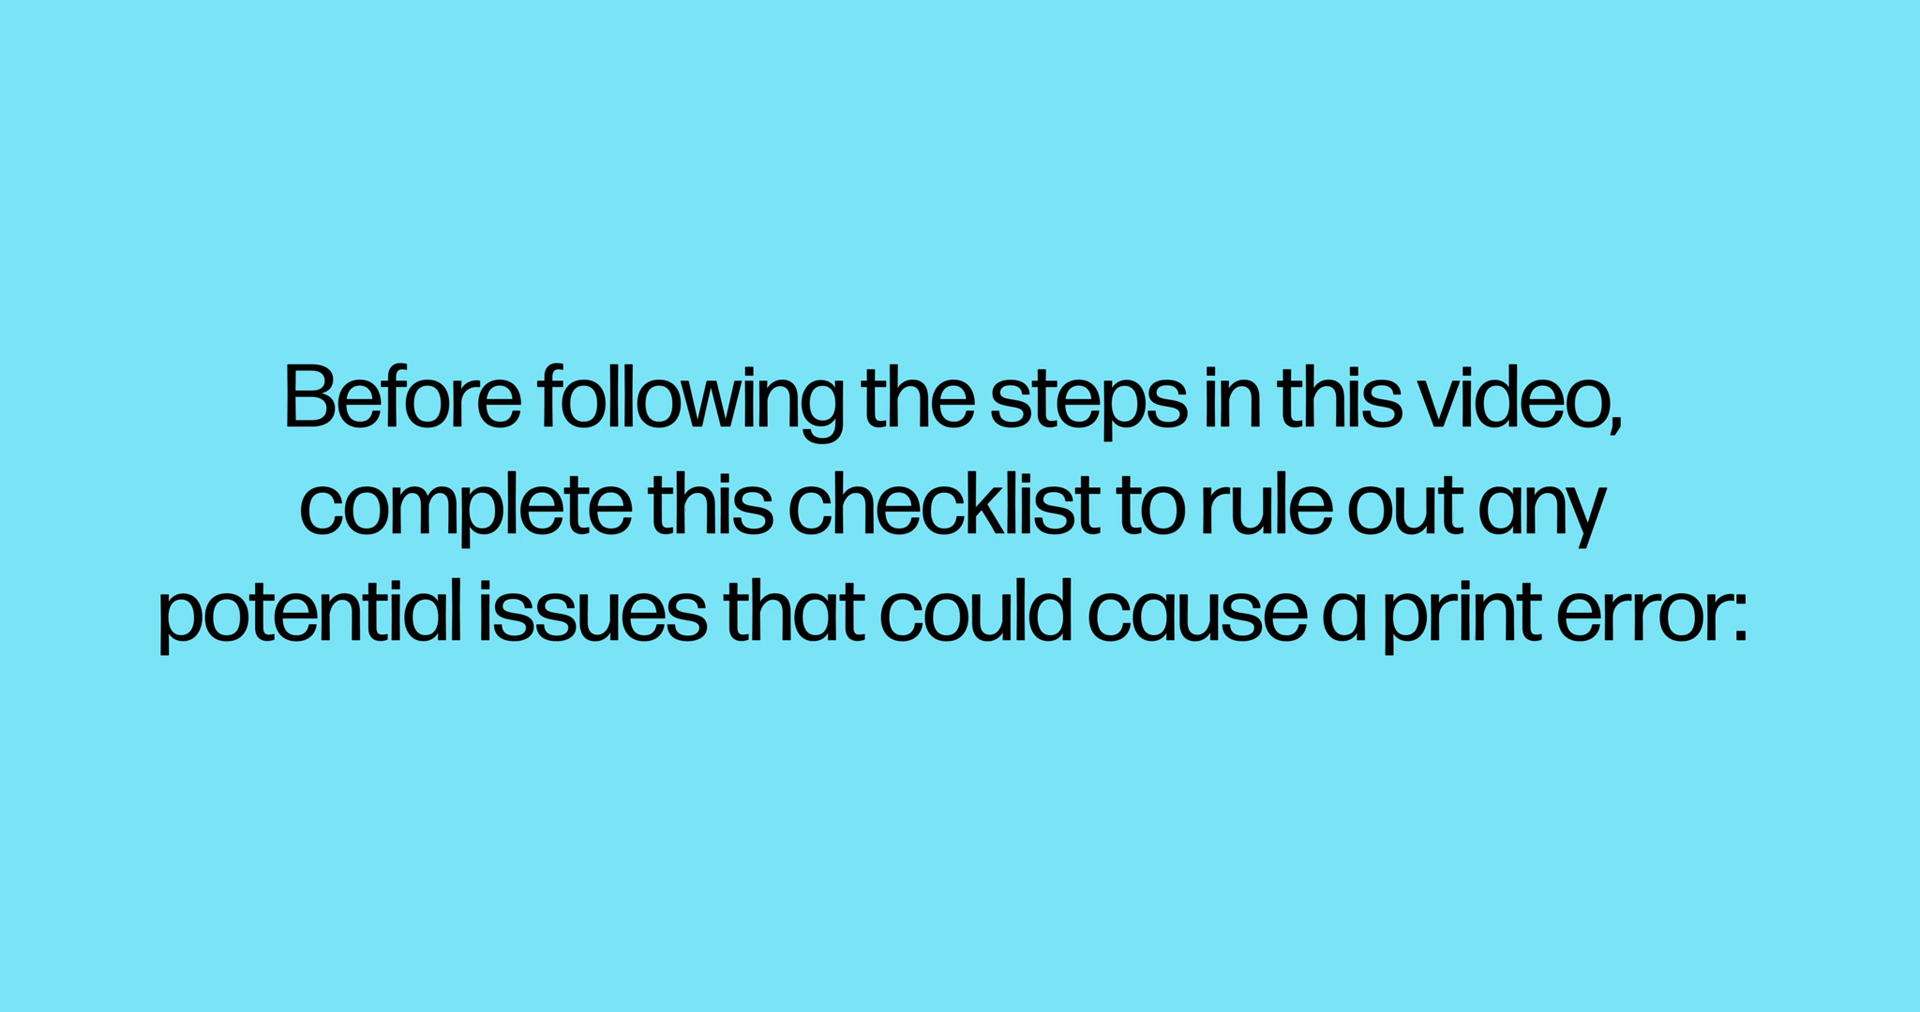 Before following the steps in this video,
complete this checklist to rule out any
potential issues that could cause a print error: